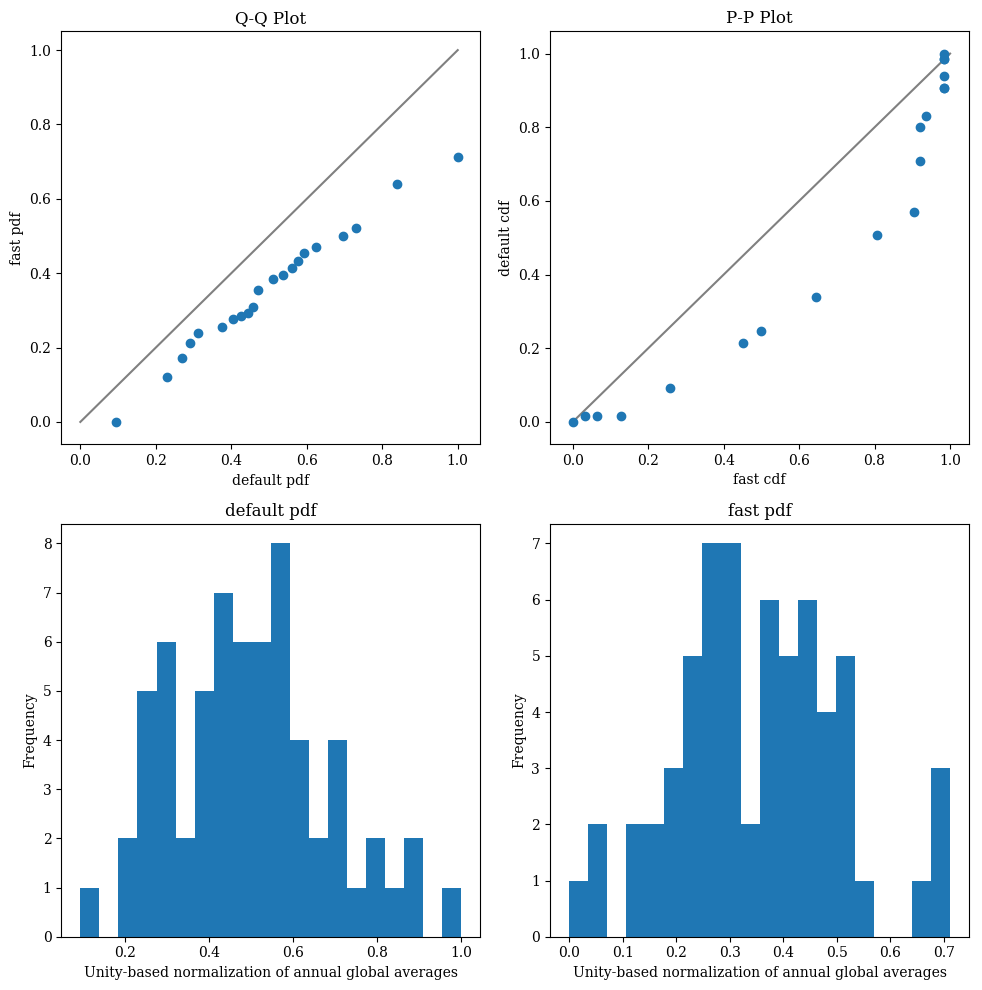 Q-Q Plot
1.0
0.8
0.6
0.4
0.2
0.0
fast pdf
0.0 0.2 0.4 0.6 0.8 1.0
default pdf
P-P Plot
1.0
0.8
0.6
0.4
0.2
0.0
default cdf
0.0 0.2 0.4 0.6 0.8 1.0
fast cdf
default pdf
8
7
6
5
4
3
2
1
0
Frequency
0.2 0.4 0.6 0.8 1.0
Unity-based normalization of annual global averages
fast pdf
7
6
5
4
3
2
1
0
Frequency
0.0 0.1 0.2 0.3 0.4 0.5 0.6 0.7
Unity-based normalization of annual global averages